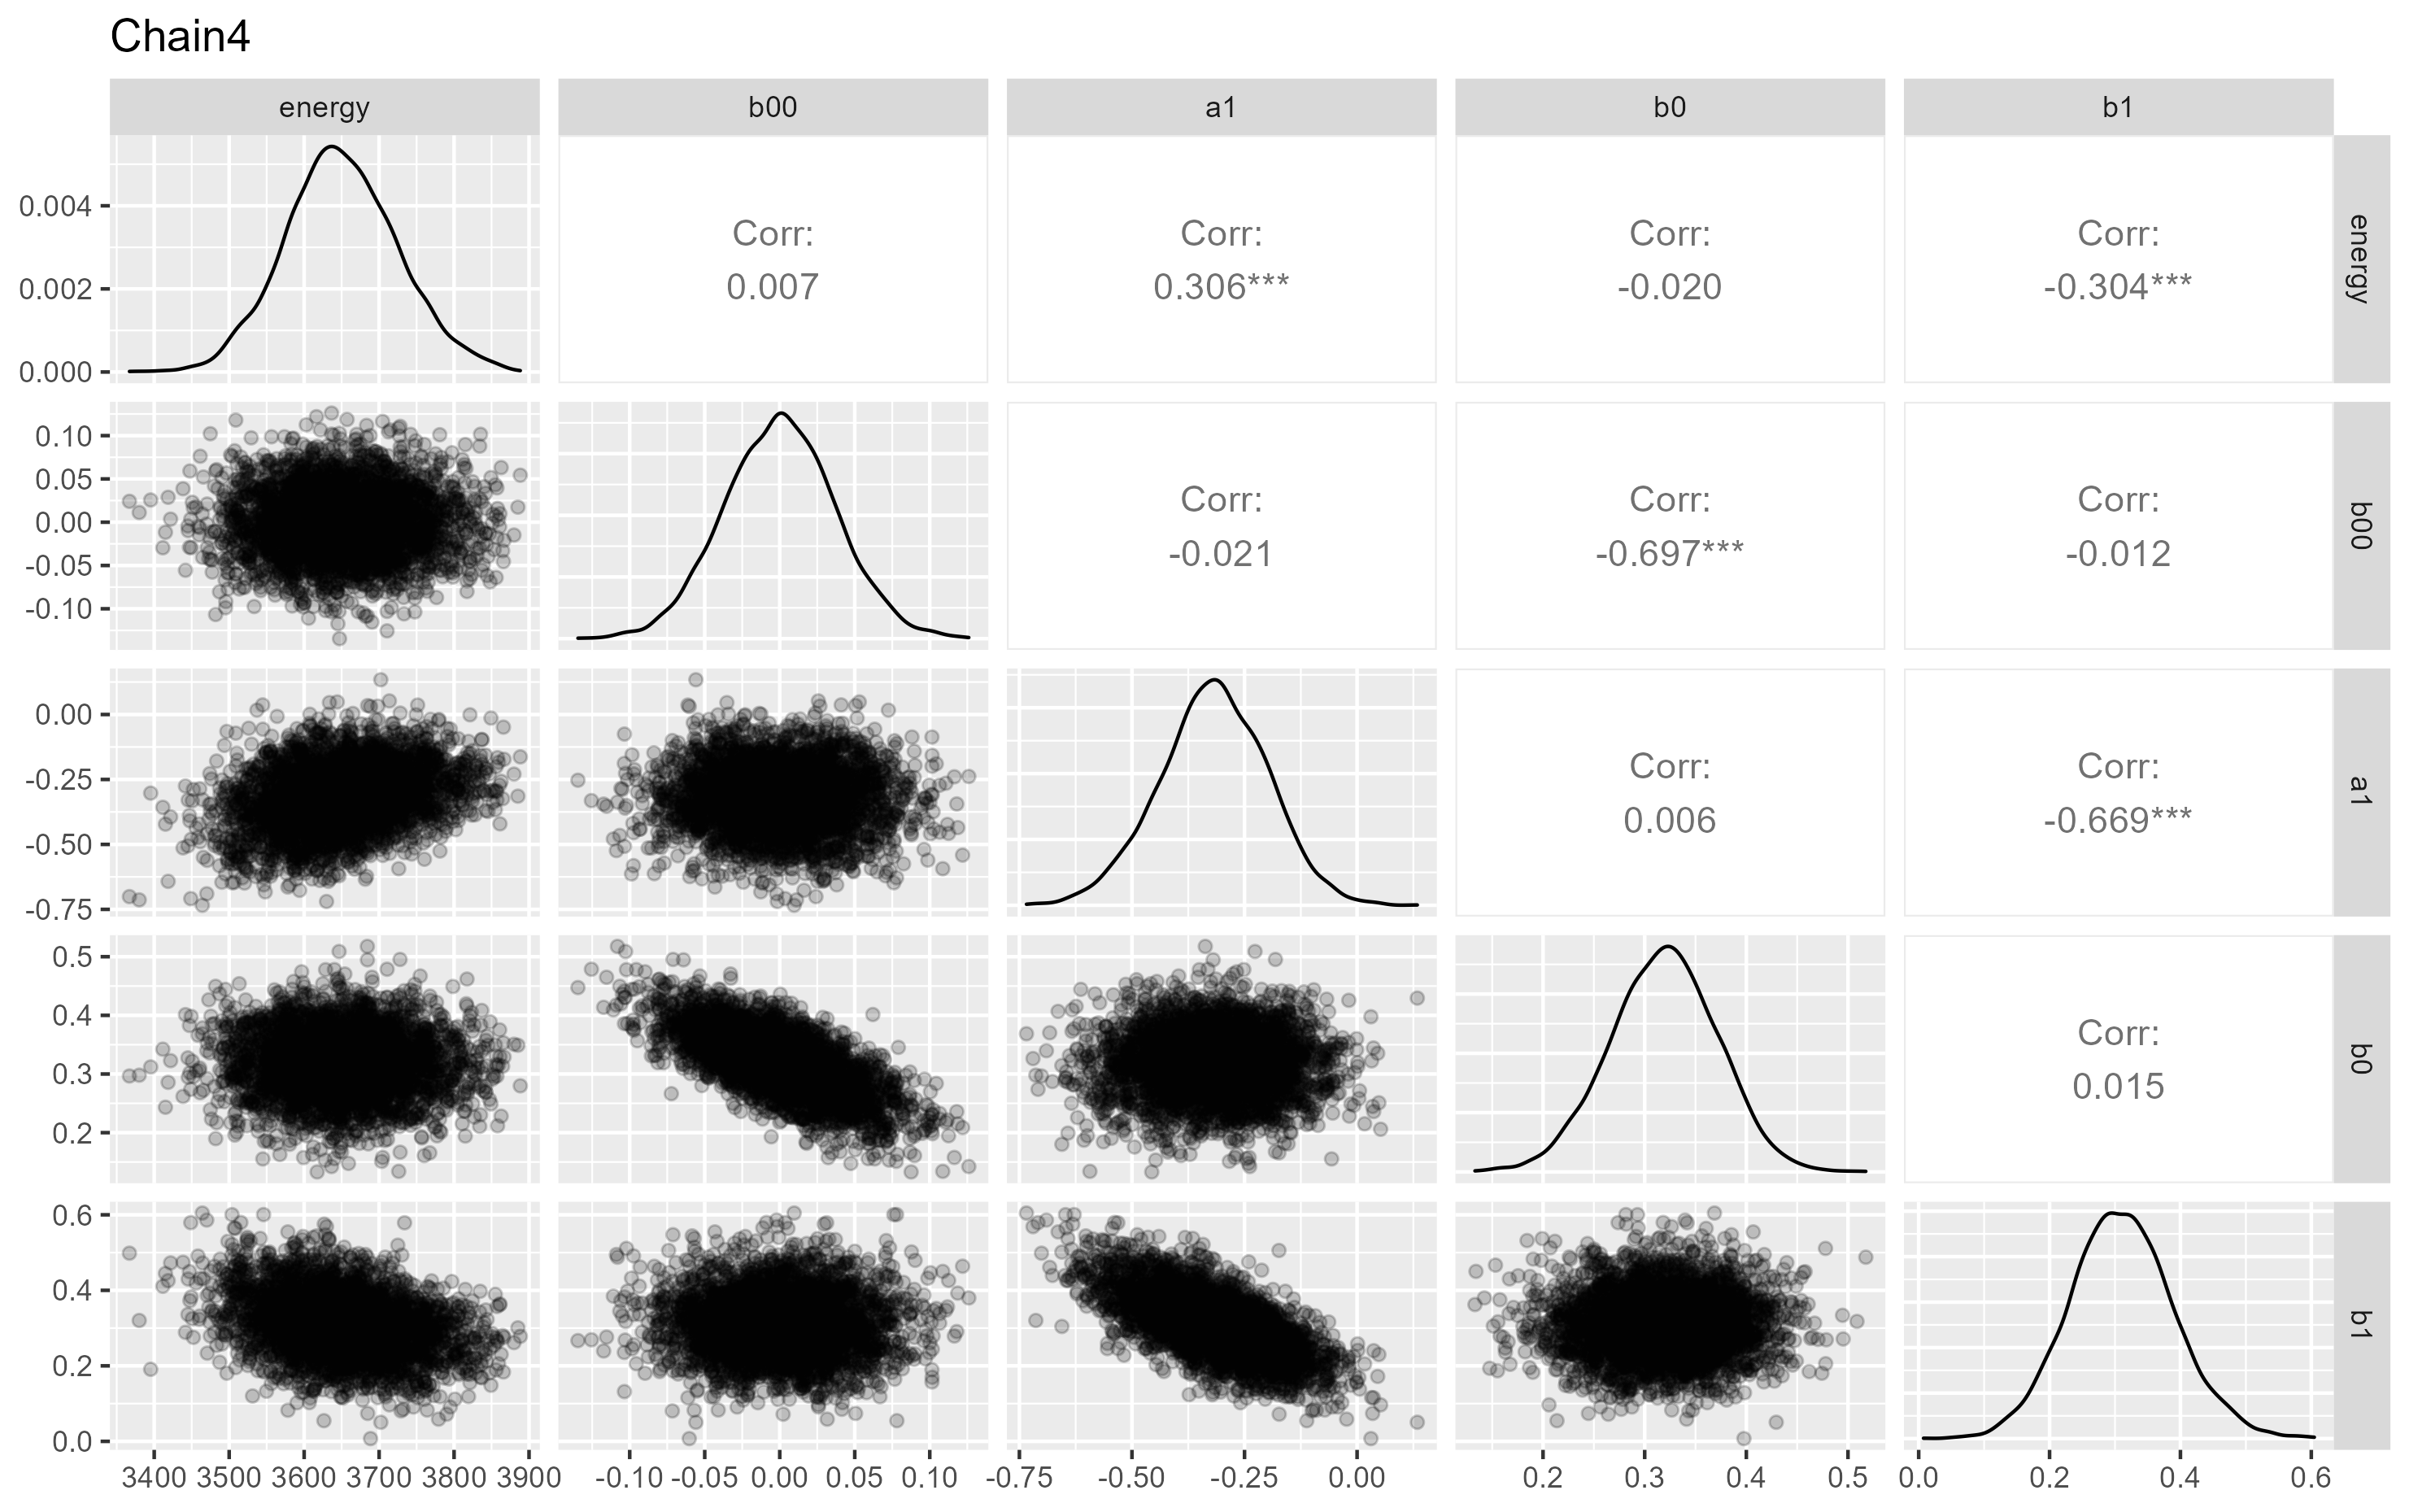 Chain4
energy b00 a1 b0 b1
0.004
0.002
0.000
Corr:
0.007
Corr:
0.306***
Corr:
-0.020
Corr:
-0.304***
energy
0.10
0.05
0.00
-0.05
-0.10
Corr:
-0.021
Corr:
-0.697***
Corr:
-0.012
b00
0.00
-0.25
-0.50
-0.75
Corr:
0.006
Corr:
-0.669***
a1
0.5
0.4
0.3
0.2
Corr:
0.015
b0
0.6
0.4
0.2
0.0
b1
3400 3500 3600 3700 3800 3900
-0.10 -0.05 0.00 0.05 0.10
-0.75 -0.50 -0.25 0.00
0.2 0.3 0.4 0.5
0.0 0.2 0.4 0.6